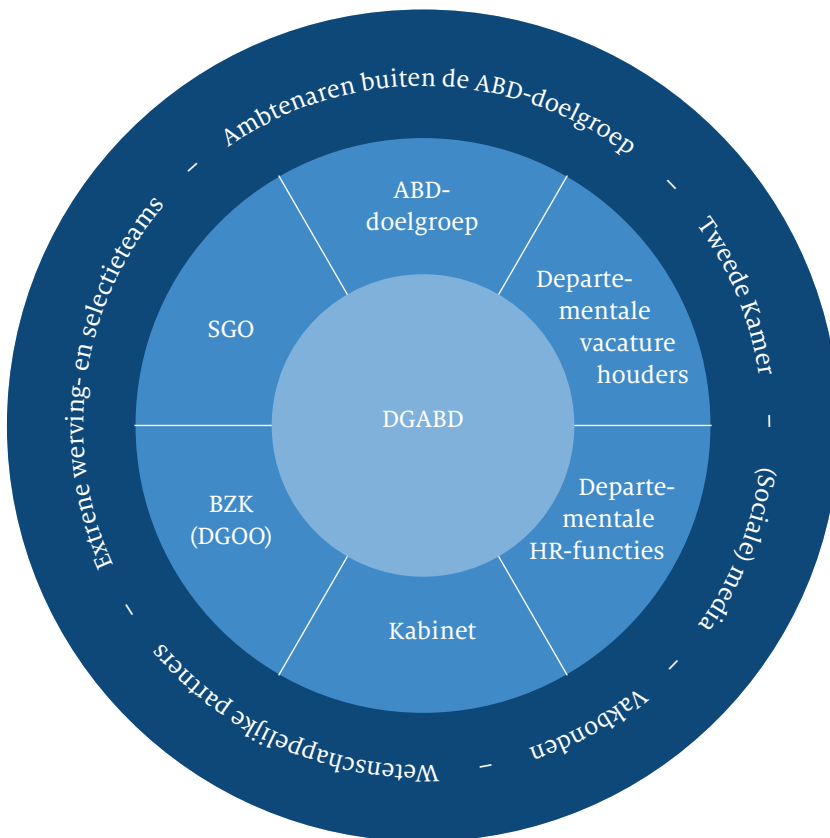 Ambtenaren buiten de ABD-doelgroep – Tweede Kamer – (Sociale) media – Vakbonden – Wetenschappelijke partners – Extrene werving- en selectieteams –
ABD-
doelgroep
Departe-
mentale
vacature
houders
Departe-
mentale
HR-functies
Kabinet
BZK
(DGOO)
SGO
DGABD